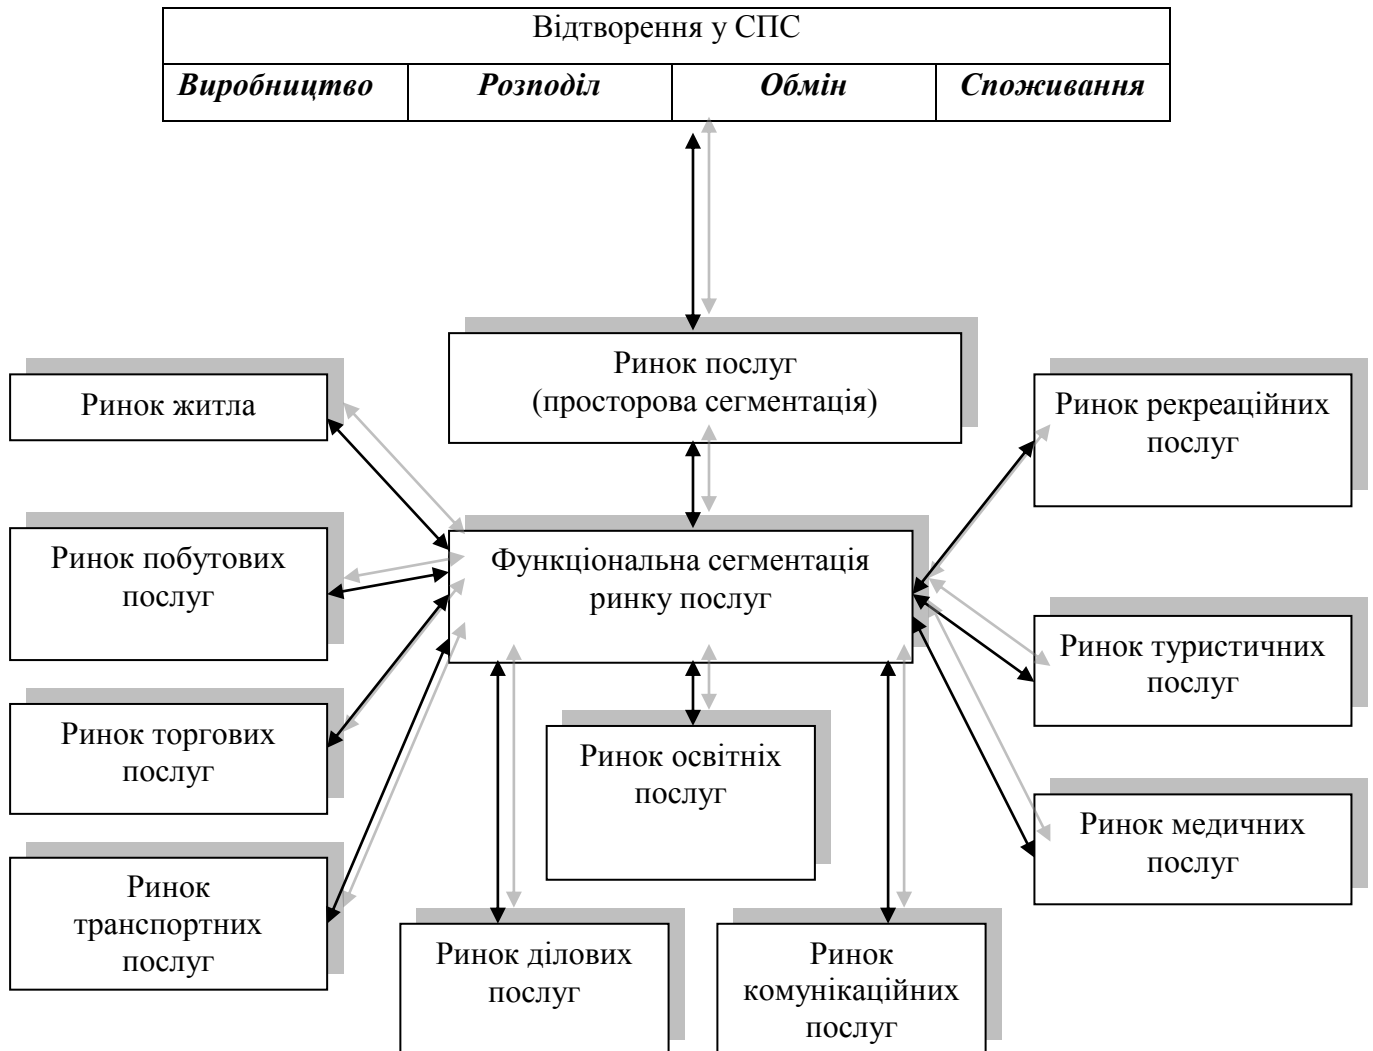 Відтворення у СПС
Виробництво Розподіл Обмін Споживання
Ринок послуг
(просторова сегментація)
Ринок житла
Ринок рекреаційних
послуг
Ринок побутових
послуг
Функціональна сегментація
ринку послуг
Ринок туристичних
послуг
Ринок торгових
послуг
Ринок освітніх
послуг
Ринок медичних
послуг
Ринок
транспортних
послуг
Ринок ділових
послуг
Ринок
комунікаційних
послуг